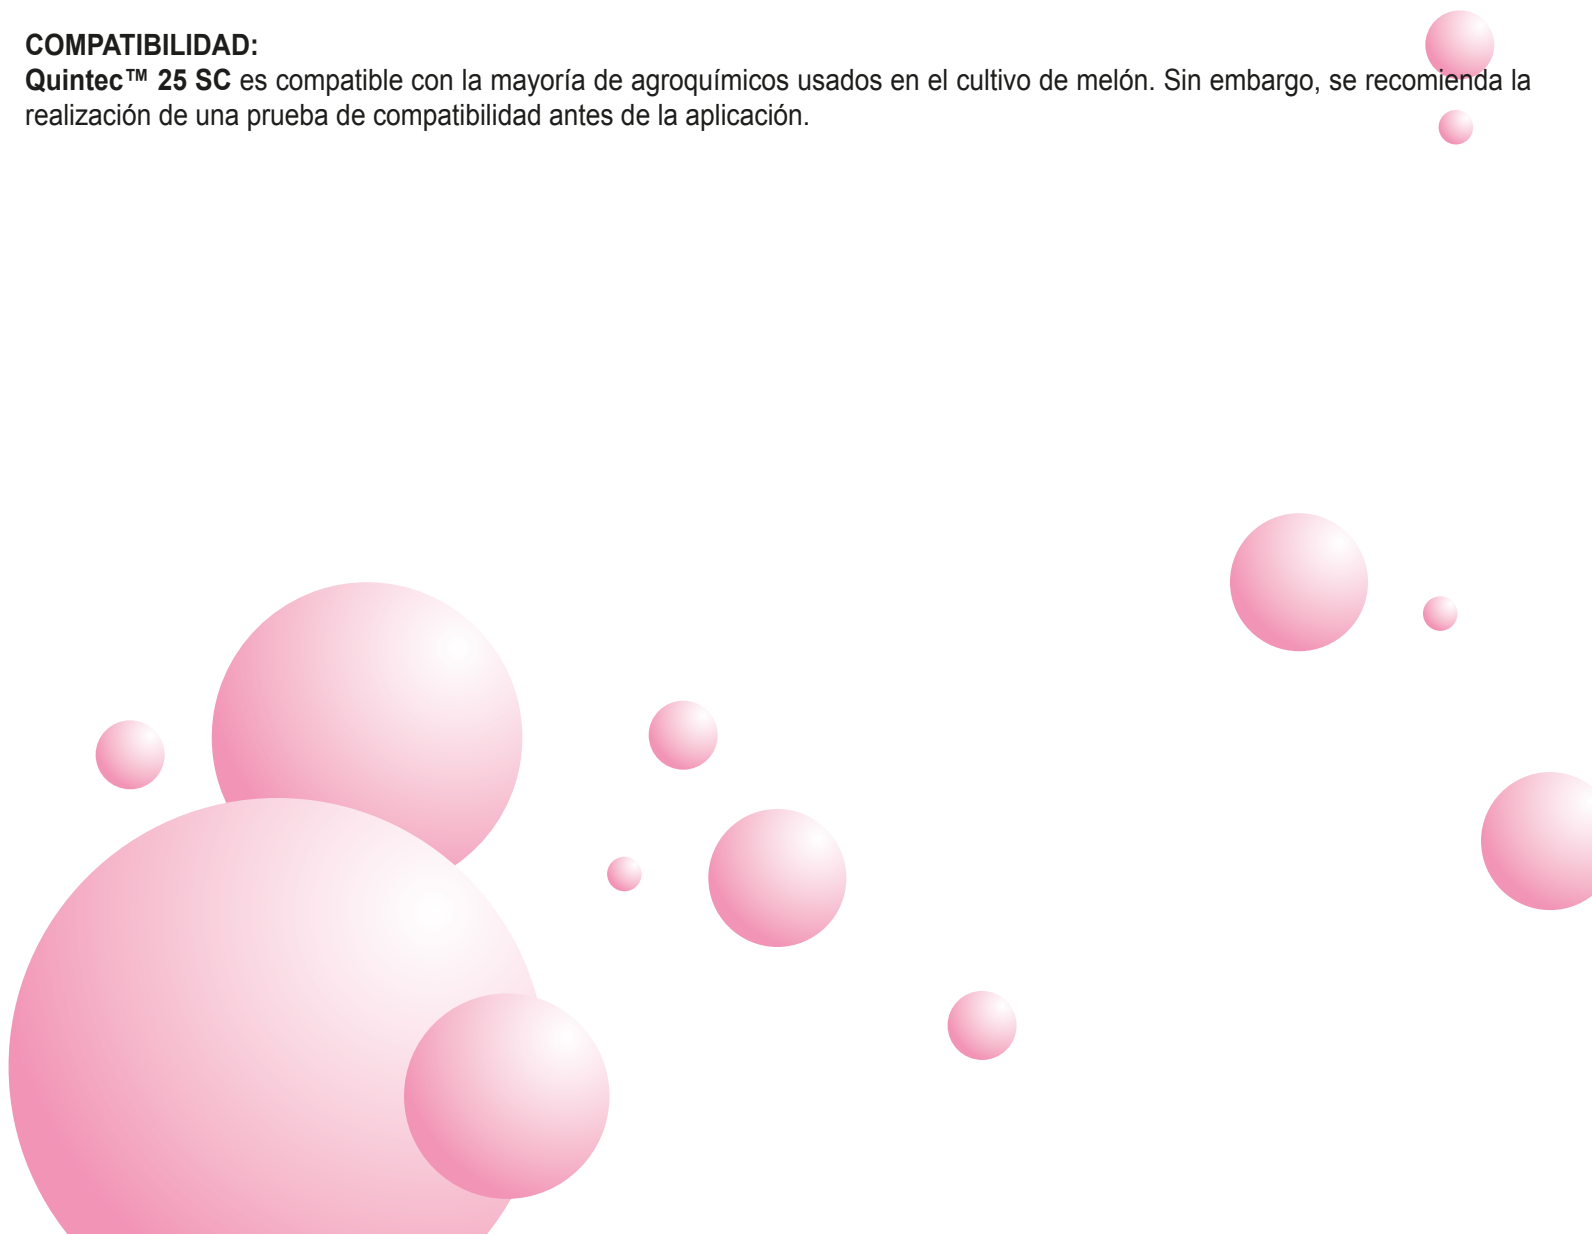 COMPATIBILIDAD:
Quintec™ 25 SC es compatible con la mayoría de agroquímicos usados en el cultivo de melón. Sin embargo, se recomienda la
realización de una prueba de compatibilidad antes de la aplicación.